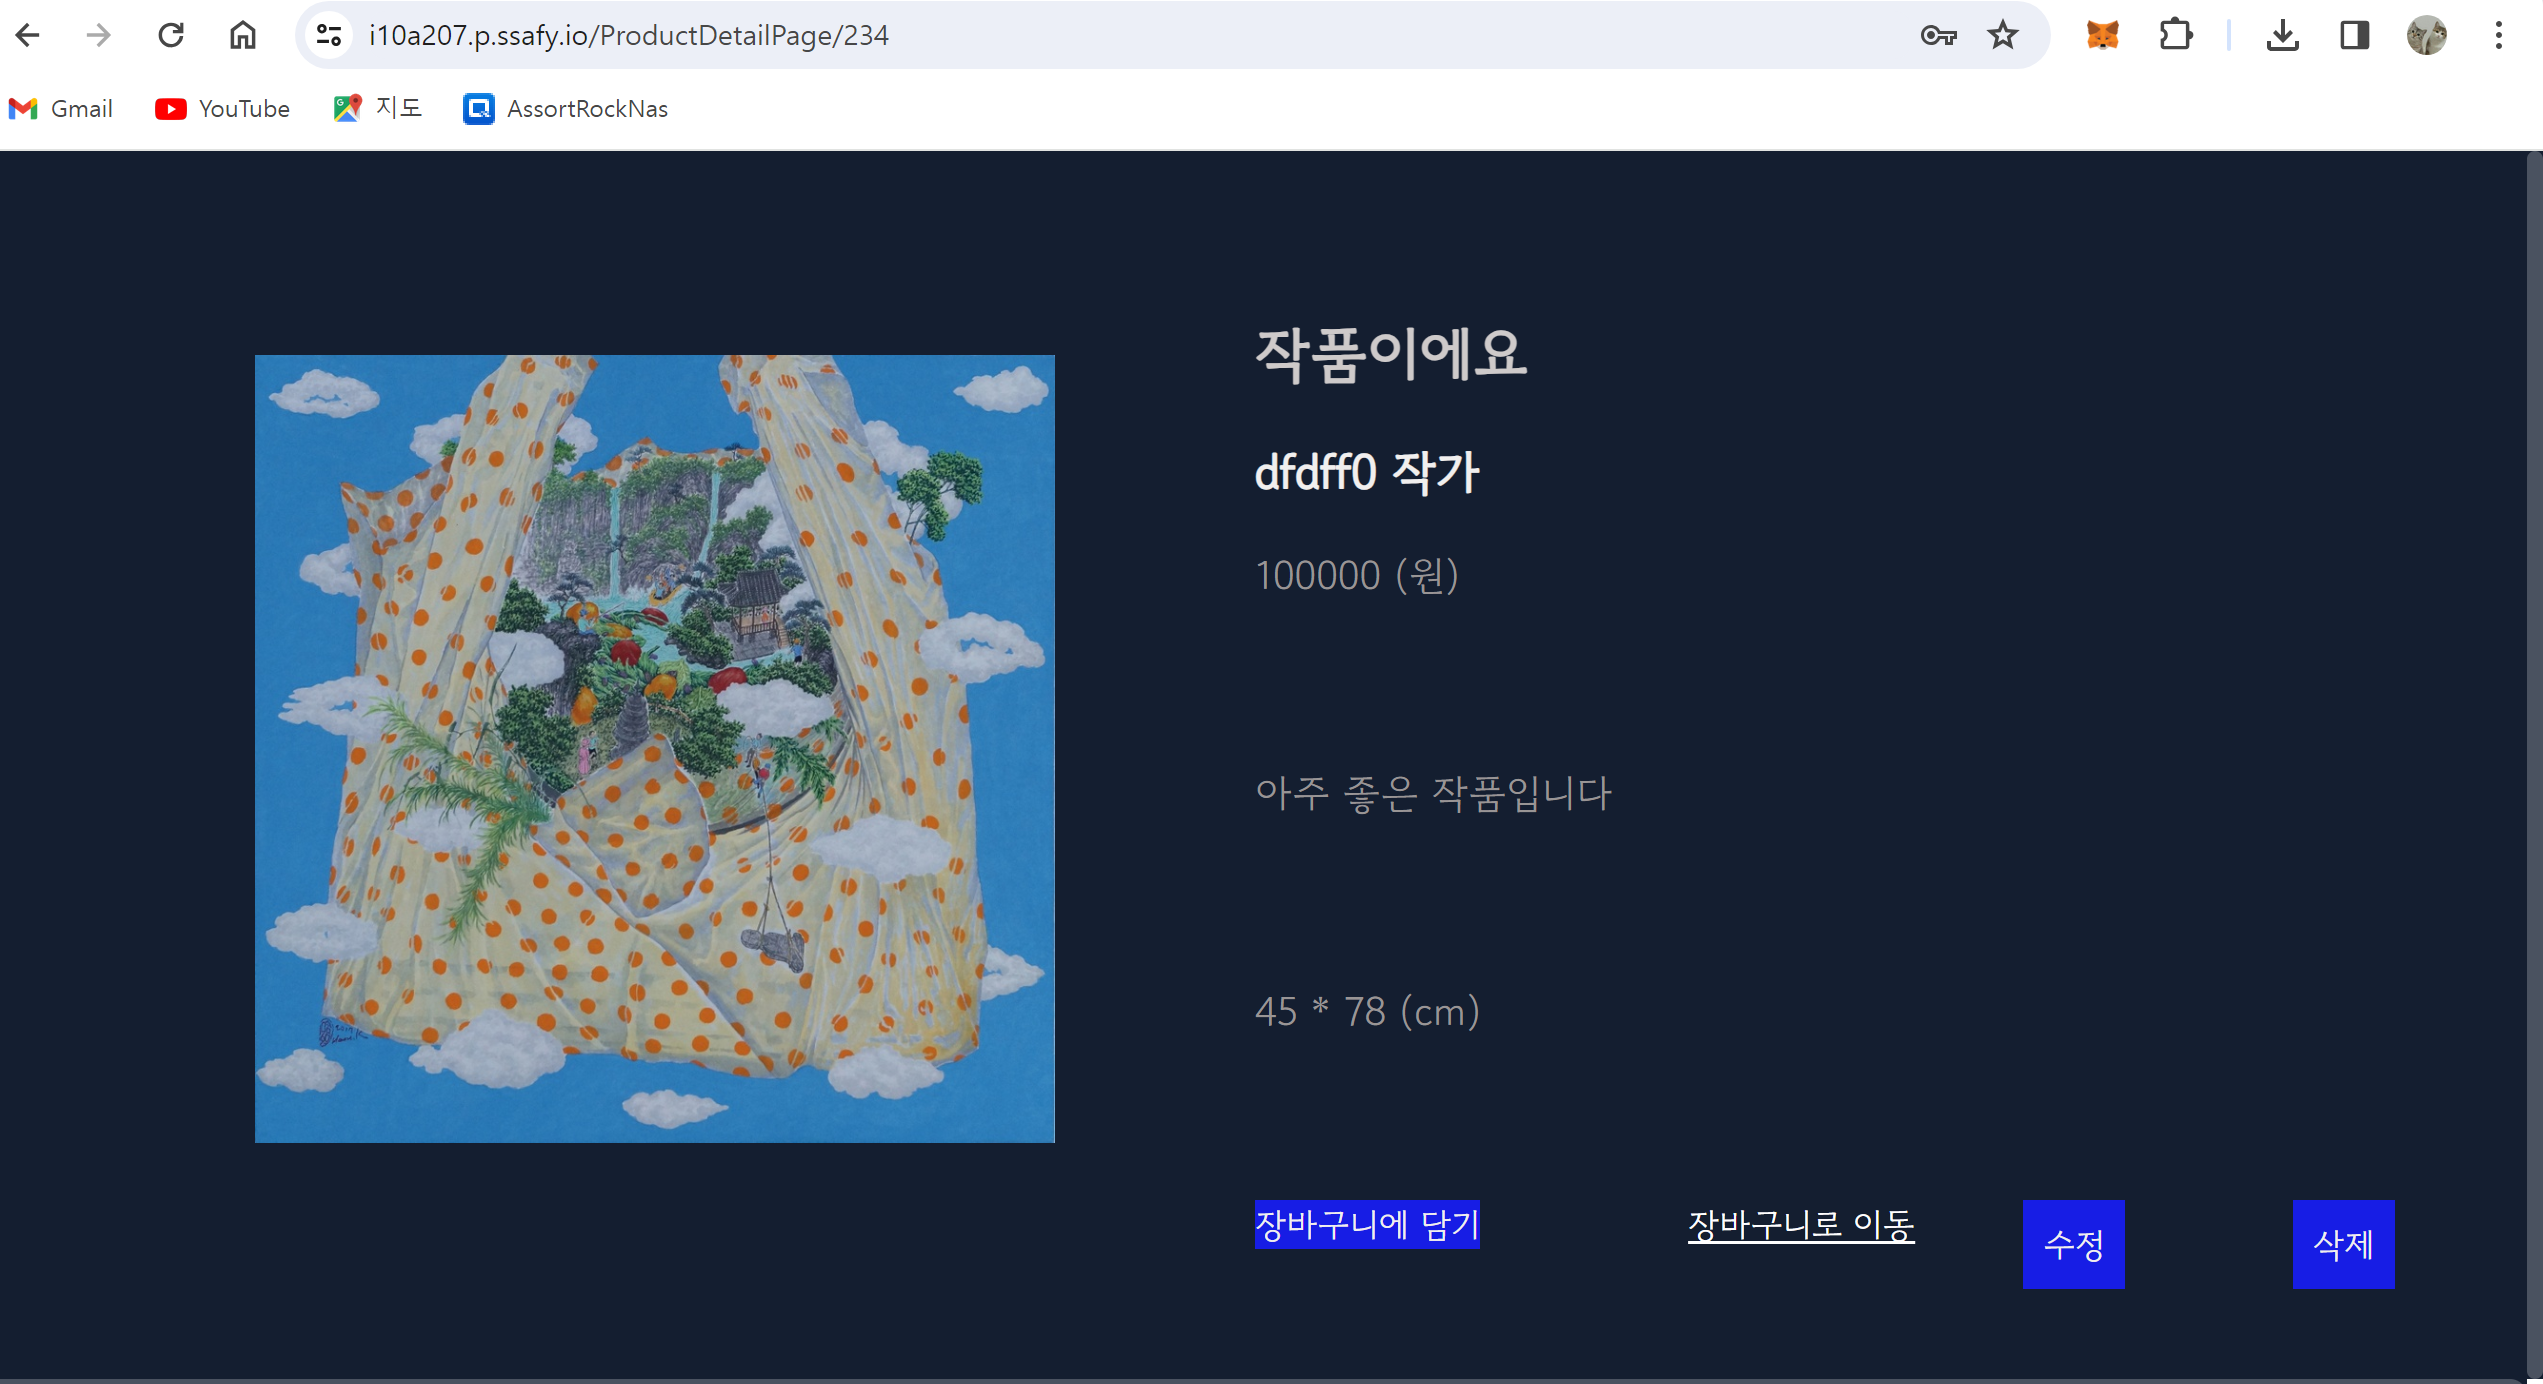 i10a207.p.ssafy.io/ProductDetailPage/234
Gmail
YouTube
지도
AssortRockNas
작품이에요
dfdff0 작가
100000 (원)
아주 좋은 작품입니다
45 * 78 (cm)
장바구니에 담기
장바구니로 이동
수정
삭제